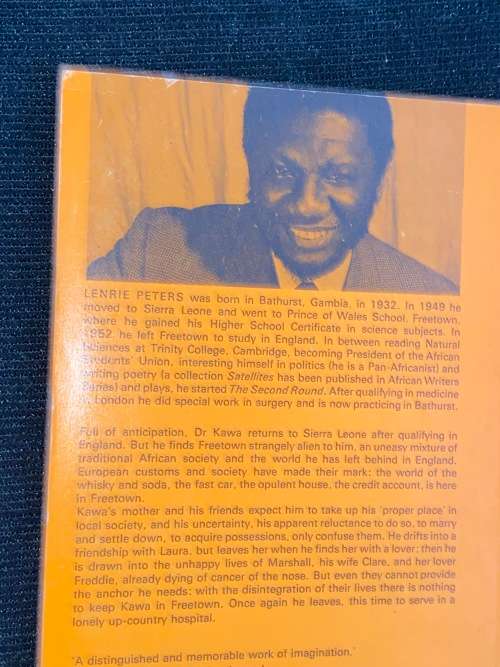 LENRIE PETERS was born in Bathurst, Gambia, in 1932. In 1949 he
moved to Sierra Leone and went to Prince of Wales School, Freetown,
where he gained his Higher School Certificate in science subjects. In
1952 he left Freetown to study in England. In between reading Natural
Sciences at Trinity College, Cambridge, becoming President of the African
Students' Union, interesting himself in politics (he is a Pan-Africanist) and
writing poetry (a collection Satellites has been published in African Writers
Series) and plays, he started The Second Round. After qualifying in medicine
in London he did special work in surgery and is now practicing in Bathurst.
Full of anticipation, Dr Kawa returns to Sierra Leone after qualifying in
England. But he finds Freetown strangely alien to him, an uneasy mixture of
traditional African society and the world he has left behind in England.
European customs and society have made their mark: the world of the
whisky and soda, the fast car, the opulent house, the credit account, is here
in Freetown.
Kawa's mother and his friends expect him to take up his 'proper place' in
local society, and his uncertainty, his apparent reluctance to do so, to marry
and settle down, to acquire possessions, only confuse them. He drifts into a
friendship with Laura, but leaves her when he finds her with a lover; then he
is drawn into the unhappy lives of Marshall, his wife Clare, and her lover
Freddie, already dying of cancer of the nose. But even they cannot provide
the anchor he needs: with the disintegration of their lives there is nothing
to keep Kawa in Freetown. Once again he leaves, this time to serve in a
lonely up-country hospital.
'A distinguished and memorable work of imagination.'